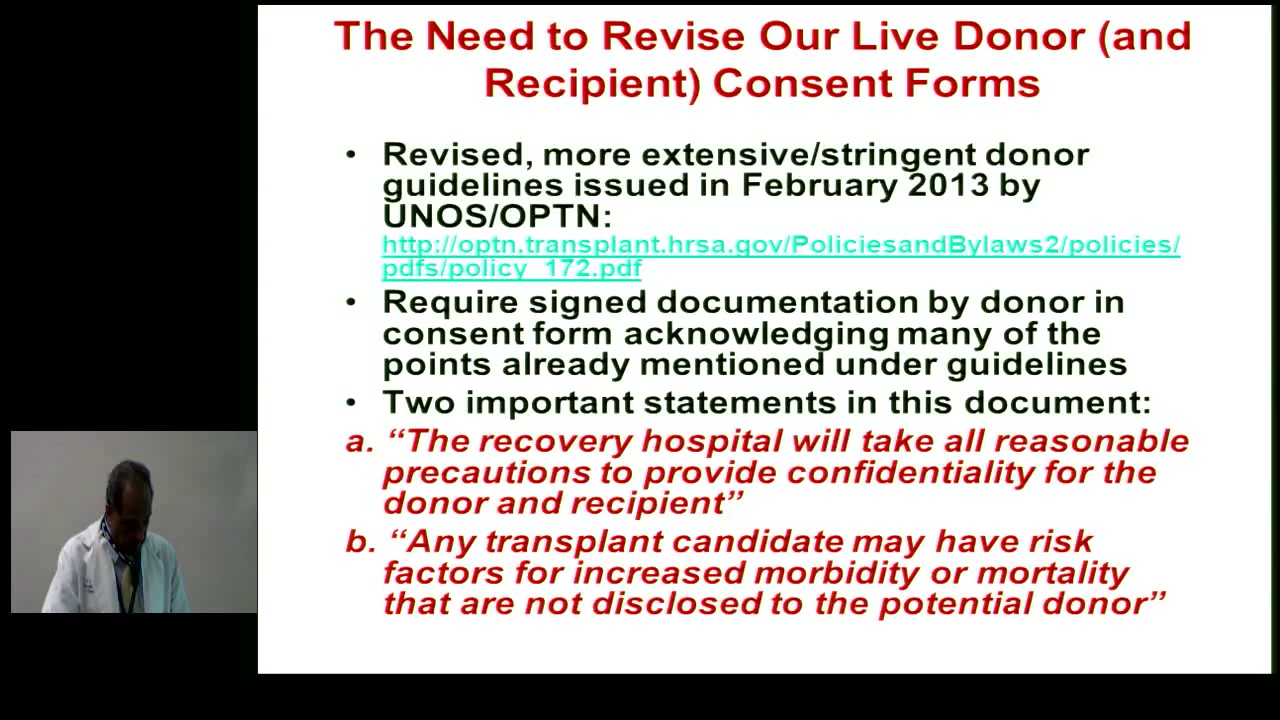 The Need to Revise Our Live Donor (and
Recipient) Consent Forms
• Revised, more extensive/stringent donor
guidelines issued in February 2013 by
UNOS/OPTN:
http://optn.transplant.hrsa.gov/PoliciesandBylaws2/policies/
pdfs/policy_172.pdf
• Require signed documentation by donor in
consent form acknowledging many of the
points already mentioned under guidelines
• Two important statements in this document:
a. “The recovery hospital will take all reasonable
precautions to provide confidentiality for the
donor and recipient”
b. “Any transplant candidate may have risk
factors for increased morbidity or mortality
that are not disclosed to the potential donor”